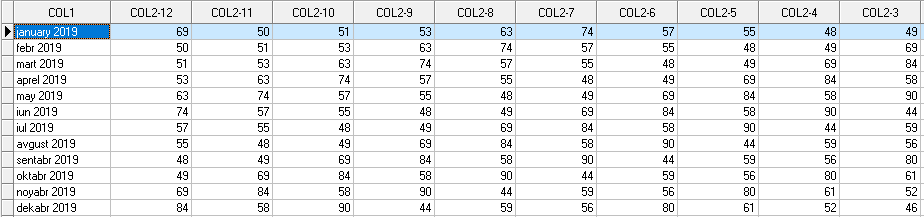 COL1 COL2-12 COL2-11 COL2-10 COL2-9 COL2-8 COL2-7 COL2-6 COL2-5 COL2-4 COL2-3
january 2019 69 50 51 53 63 74 57 55 48 49
febr 2019 50 51 53 63 74 57 55 48 49 69
mart 2019 51 53 63 74 57 55 48 49 69 84
aprel 2019 53 63 74 57 55 48 49 69 84 58
may 2019 63 74 57 55 48 49 69 84 58 90
iun 2019 74 57 55 48 49 69 84 58 90 44
iul 2019 57 55 48 49 69 84 58 90 44 59
avgust 2019 55 48 49 69 84 58 90 44 59 56
sentabr 2019 48 49 69 84 58 90 44 59 56 80
oktabr 2019 49 69 84 58 90 44 59 56 80 61
noyabr 2019 69 84 58 90 44 59 56 80 61 52
dekabr 2019 84 58 90 44 59 56 80 61 52 46